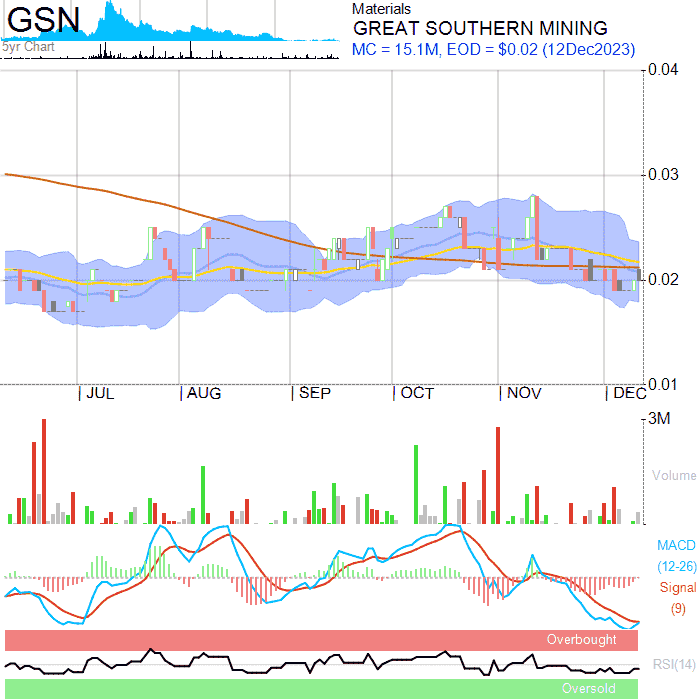 GSN
5yr Chart
Materials
GREAT SOUTHERN MINING
MC = 15.1M, EOD = $0.02 (12Dec2023)
0.04
0.03
0.02
0.01
JUL
AUG
SEP
OCT
NOV
DEC
3M
Volume
MACD
(12-26)
Signal
(9)
Overbought
RSI(14)
Oversold